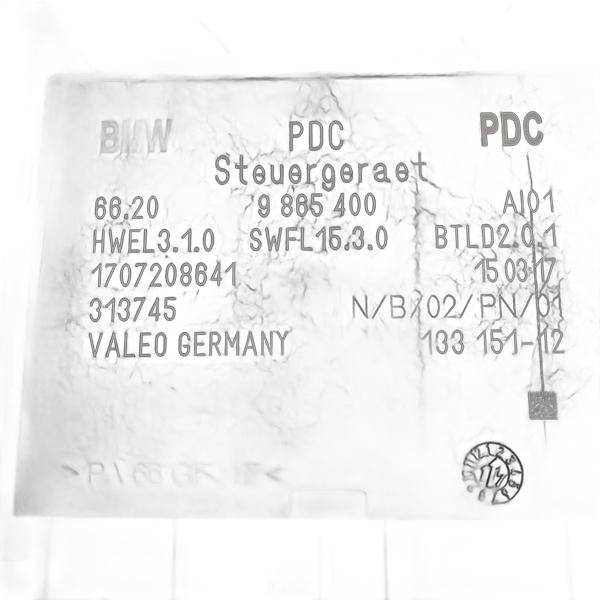 BMW PDC PDC
Steuergeraet
66.20 9 865 400 AI01
HWEL3.1.0 SWFL15.3.0 BTLD2.0.1
1707208641 15.03.17
313745 N/B/02/PN/01
VALEO GERMANY 133 151-12